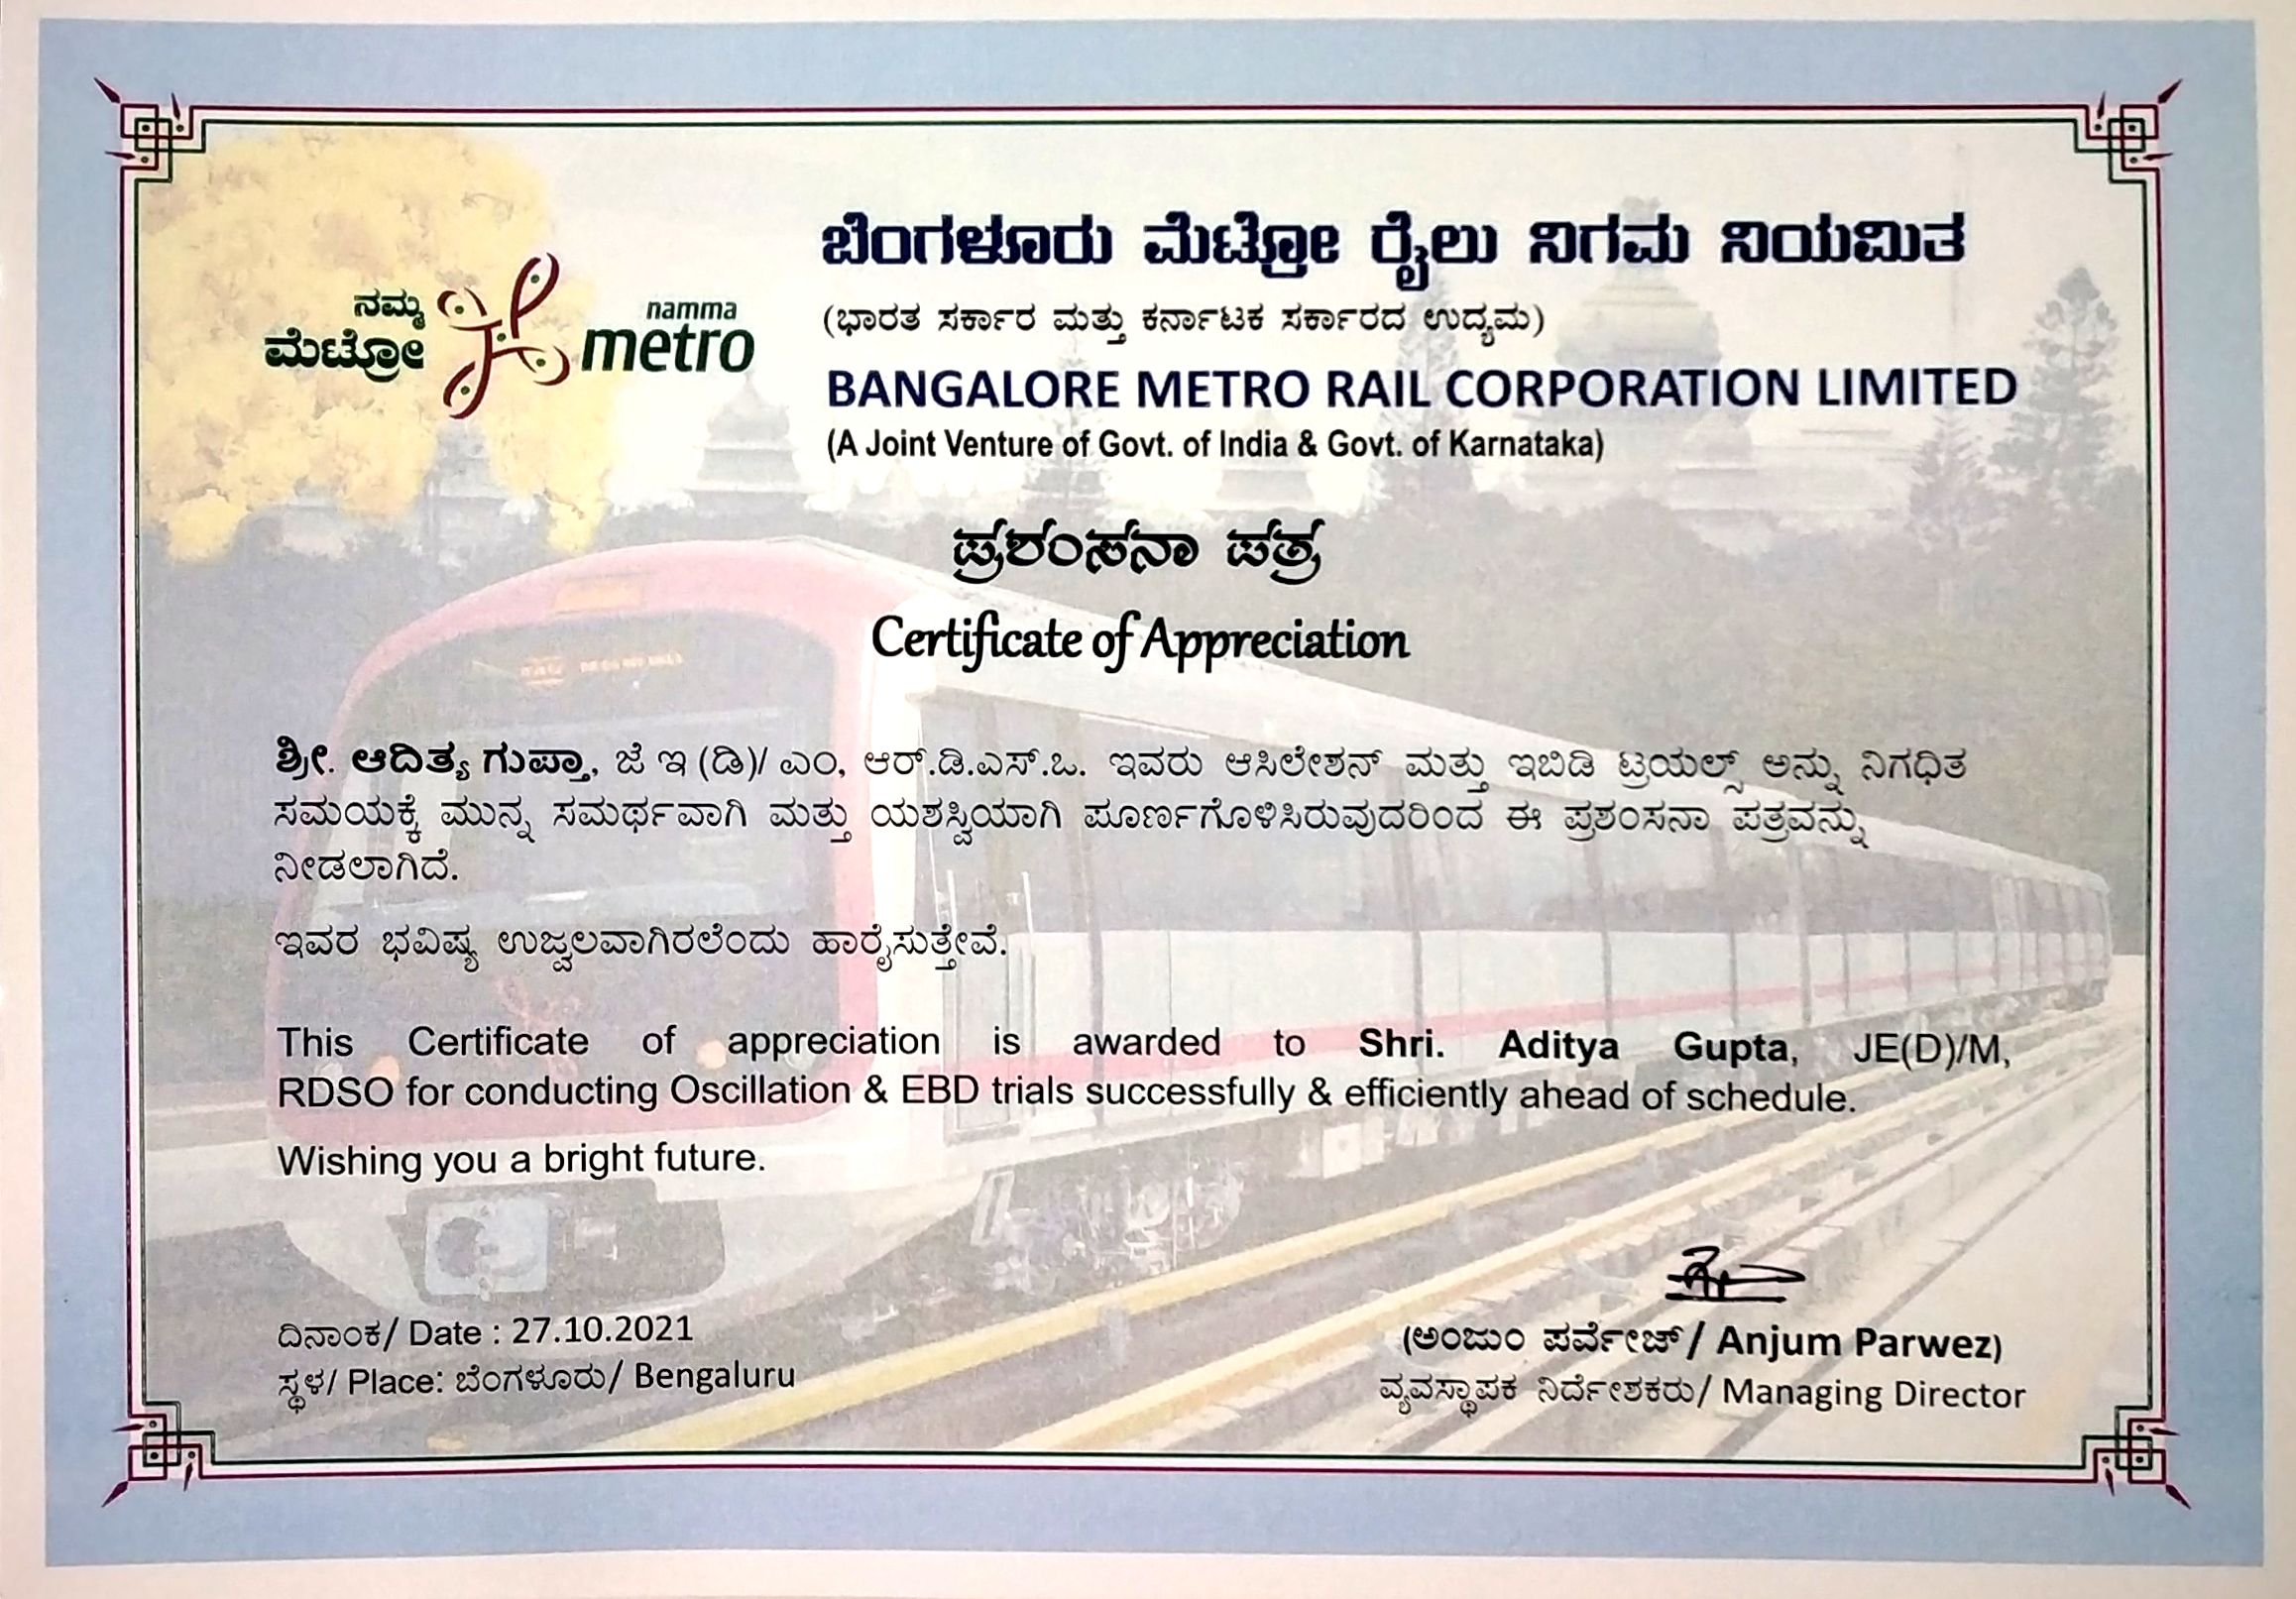 ನಮ್ಮ
ಮೆಟ್ರೋ
namma
metro
ಬೆಂಗಳೂರು ಮೆಟ್ರೋ ರೈಲು ನಿಗಮ ನಿಯಮಿತ
(ಭಾರತ ಸರ್ಕಾರ ಮತ್ತು ಕರ್ನಾಟಕ ಸರ್ಕಾರದ ಉದ್ಯಮ)
BANGALORE METRO RAIL CORPORATION LIMITED
(A Joint Venture of Govt. of India & Govt. of Karnataka)
ಪ್ರಶಂಸನಾ ಪತ್ರ
Certificate of Appreciation
ಶ್ರೀ. ಆದಿತ್ಯ ಗುಪ್ತಾ, ಜೆ ಇ (ಡಿ)/ ಎಂ, ಆರ್.ಡಿ.ಎಸ್.ಒ. ಇವರು ಆಸಿಲೇಶನ್ ಮತ್ತು ಇಬಿಡಿ ಟ್ರಯಲ್ಸ್ ಅನ್ನು ನಿಗಧಿತ
ಸಮಯಕ್ಕೆ ಮುನ್ನ ಸಮರ್ಥವಾಗಿ ಮತ್ತು ಯಶಸ್ವಿಯಾಗಿ ಪೂರ್ಣಗೊಳಿಸಿರುವುದರಿಂದ ಈ ಪ್ರಶಂಸನಾ ಪತ್ರವನ್ನು
ನೀಡಲಾಗಿದೆ.
ಇವರ ಭವಿಷ್ಯ ಉಜ್ವಲವಾಗಿರಲೆಂದು ಹಾರೈಸುತ್ತೇವೆ.
This Certificate of appreciation is awarded to Shri. Aditya Gupta, JE(D)/M,
RDSO for conducting Oscillation & EBD trials successfully & efficiently ahead of schedule.
Wishing you a bright future.
ದಿನಾಂಕ/ Date : 27.10.2021
ಸ್ಥಳ/ Place: ಬೆಂಗಳೂರು/ Bengaluru
(ಅಂಜುಂ ಪರ್ವೇಜ್/ Anjum Parwez)
ವ್ಯವಸ್ಥಾಪಕ ನಿರ್ದೇಶಕರು/ Managing Director